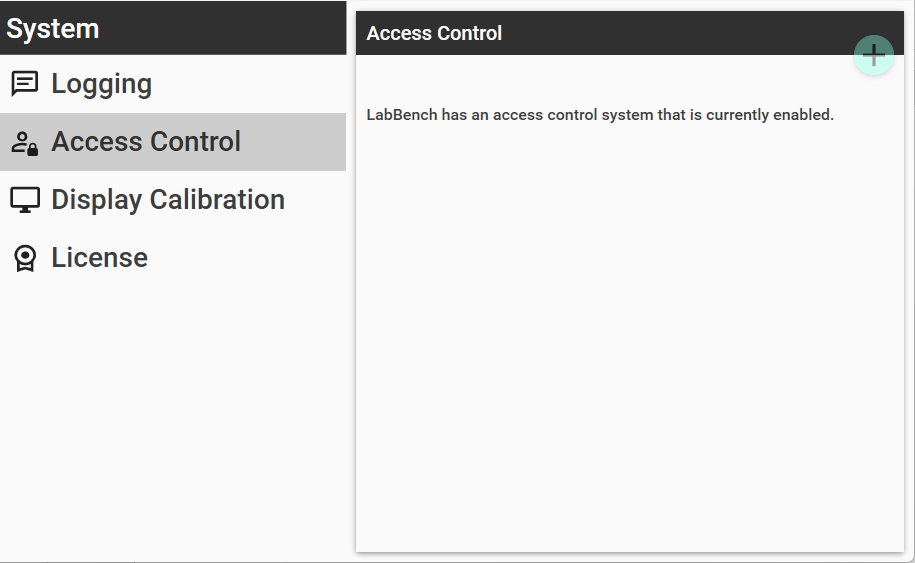 System
Logging
Access Control
Display Calibration
License
Access Control
LabBench has an access control system that is currently enabled.